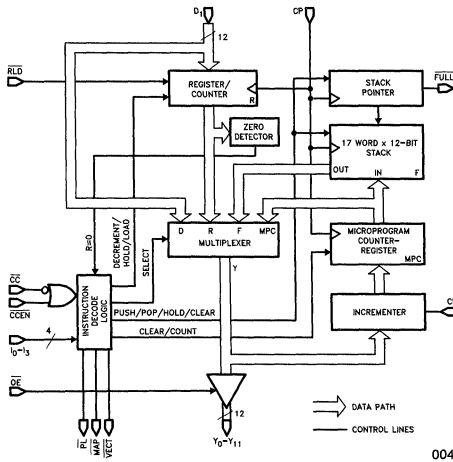 D₁
CP
12
RLD
REGISTER/
COUNTER
R
STACK
POINTER
FULL
ZERO
DETECTOR
17 WORD x 12-BIT
STACK
OUT
IN
F
R=0
DECREMENT/
HOLD/LOAD
SELECT
D
R
F
MPC
MULTIPLEXER
Y
MICROPROGRAM
COUNTER-
REGISTER
MPC
CC
CCEN
INSTRUCTION
DECODE
LOGIC
PUSH/POP/HOLD/CLEAR
CLEAR/COUNT
INCREMENTER
4
I₀-I₃
OE
12
DATA PATH
CONTROL LINES
PL
MAP
VECT
Y₀-Y₁₁
004